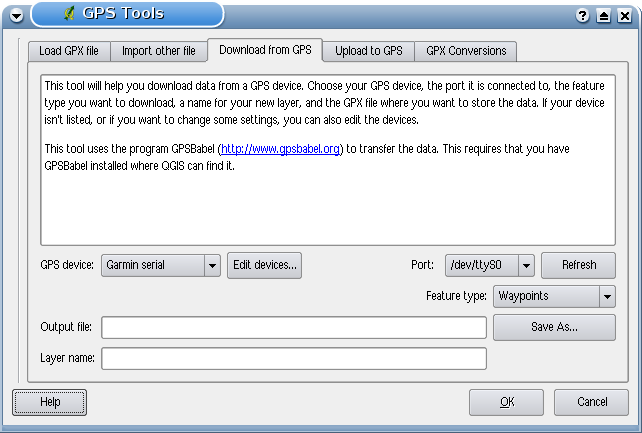 GPS Tools
Load GPX file Import other file Download from GPS Upload to GPS GPX Conversions
This tool will help you download data from a GPS device. Choose your GPS device, the port it is connected to, the feature
type you want to download, a name for your new layer, and the GPX file where you want to store the data. If your device
isn't listed, or if you want to change some settings, you can also edit the devices.
This tool uses the program GPSBabel (http://www.gpsbabel.org) to transfer the data. This requires that you have
GPSBabel installed where QGIS can find it.
GPS device: Garmin serial Edit devices... Port: /dev/ttyS0 Refresh
Feature type: Waypoints
Output file: Save As...
Layer name:
Help OK Cancel